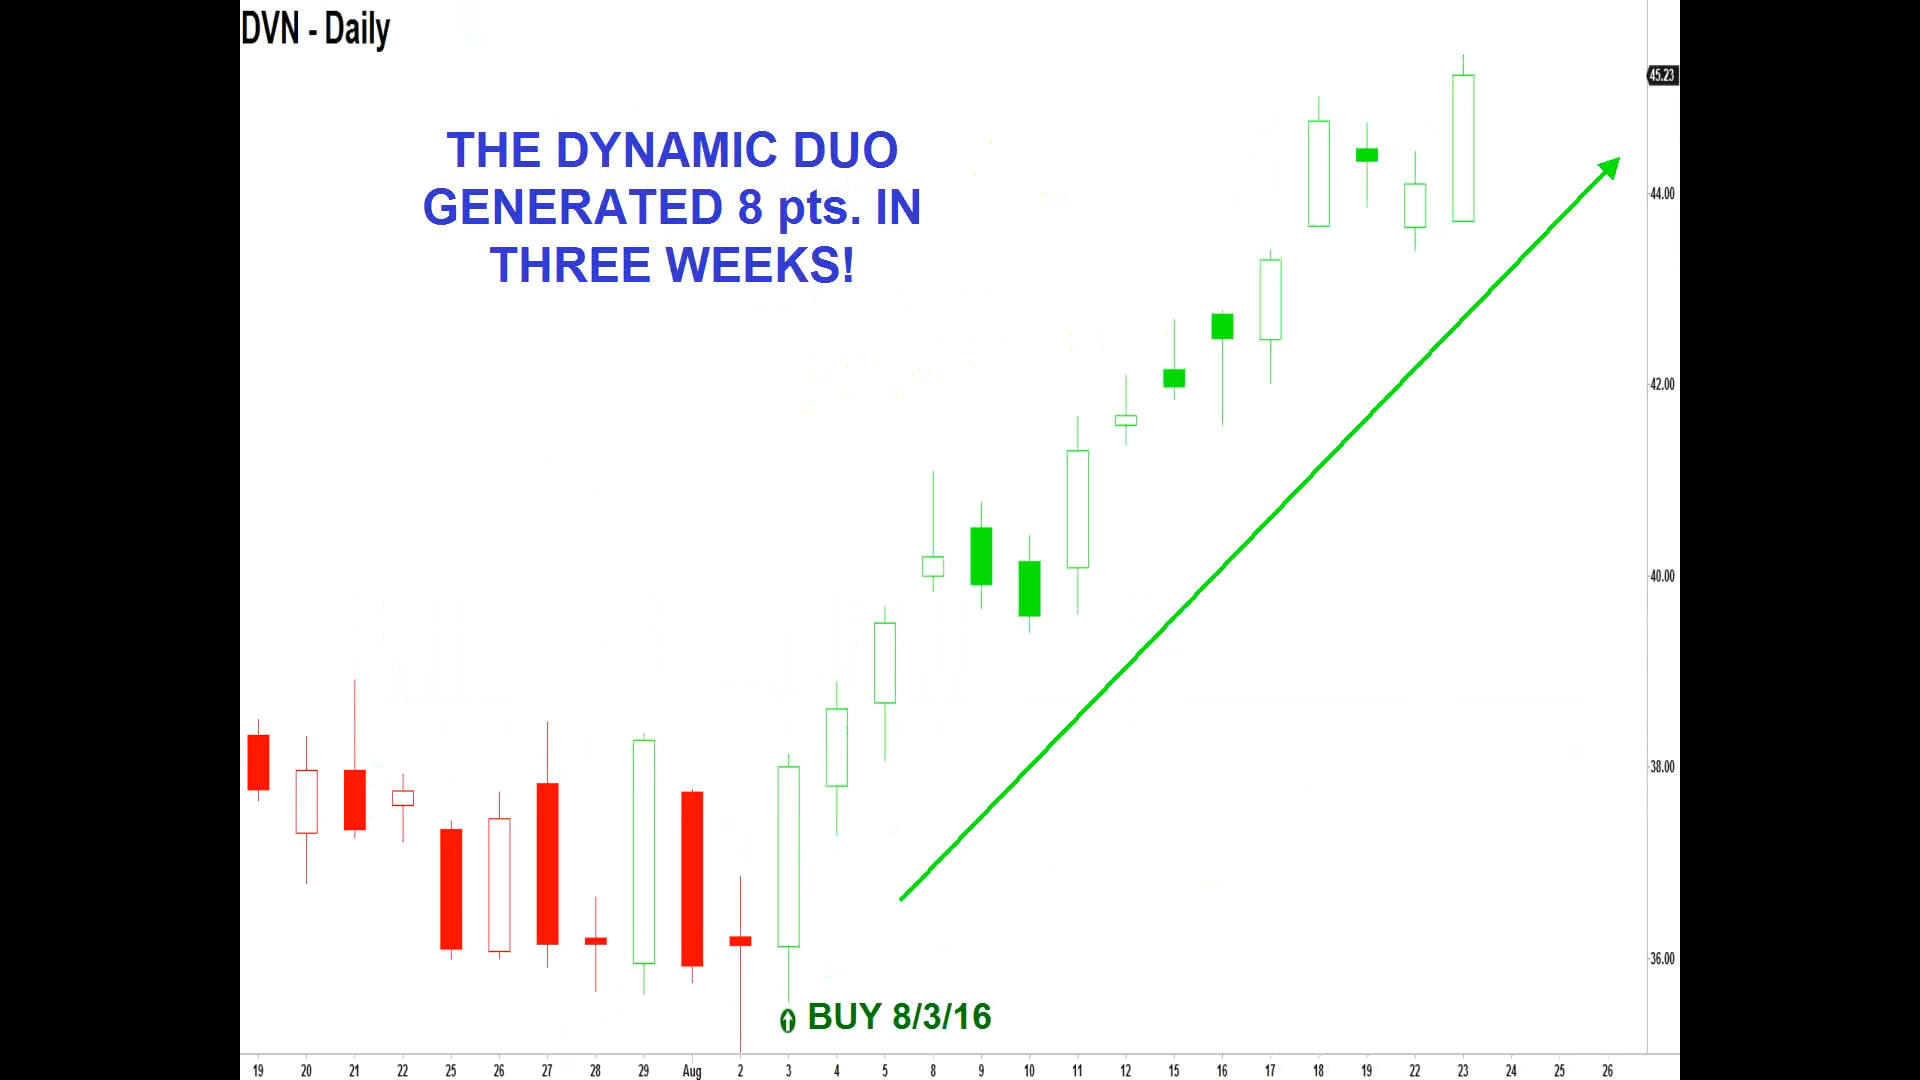 DVN - Daily
THE DYNAMIC DUO
GENERATED 8 pts. IN
THREE WEEKS!
45.23
44.00
42.00
40.00
38.00
36.00
BUY 8/3/16
19 20 21 22 25 26 27 28 29 Aug 2 3 4 5 8 9 10 11 12 15 16 17 18 19 22 23 24 25 26